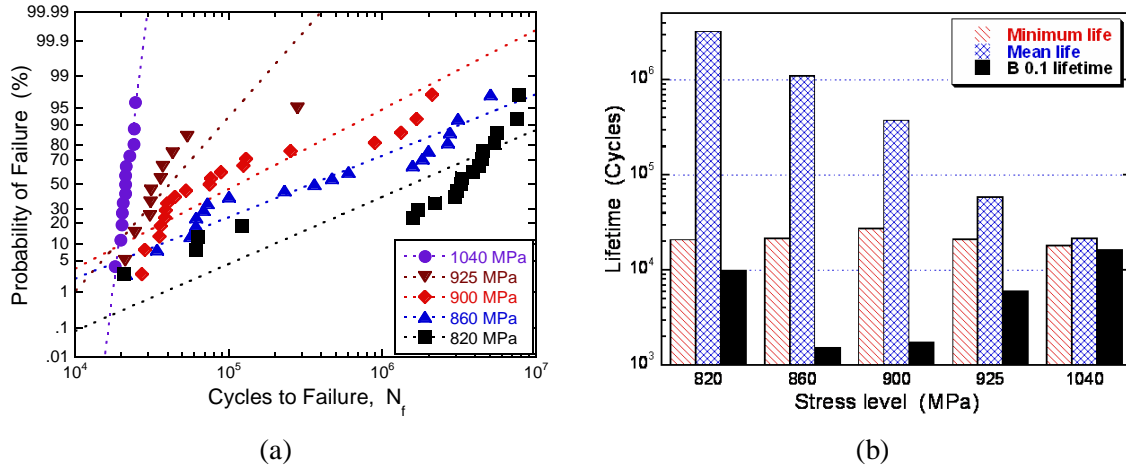 99.99
99.9
99
95
90
80
70
50
30
20
10
5
1
.1
.01
Probability of Failure (%)
1040 MPa
925 MPa
900 MPa
860 MPa
820 MPa
10^4 10^5 10^6 10^7
Cycles to Failure, N_f
(a)
Minimum life
Mean life
B 0.1 lifetime
10^6
10^5
10^4
10^3
Lifetime (Cycles)
820 860 900 925 1040
Stress level (MPa)
(b)